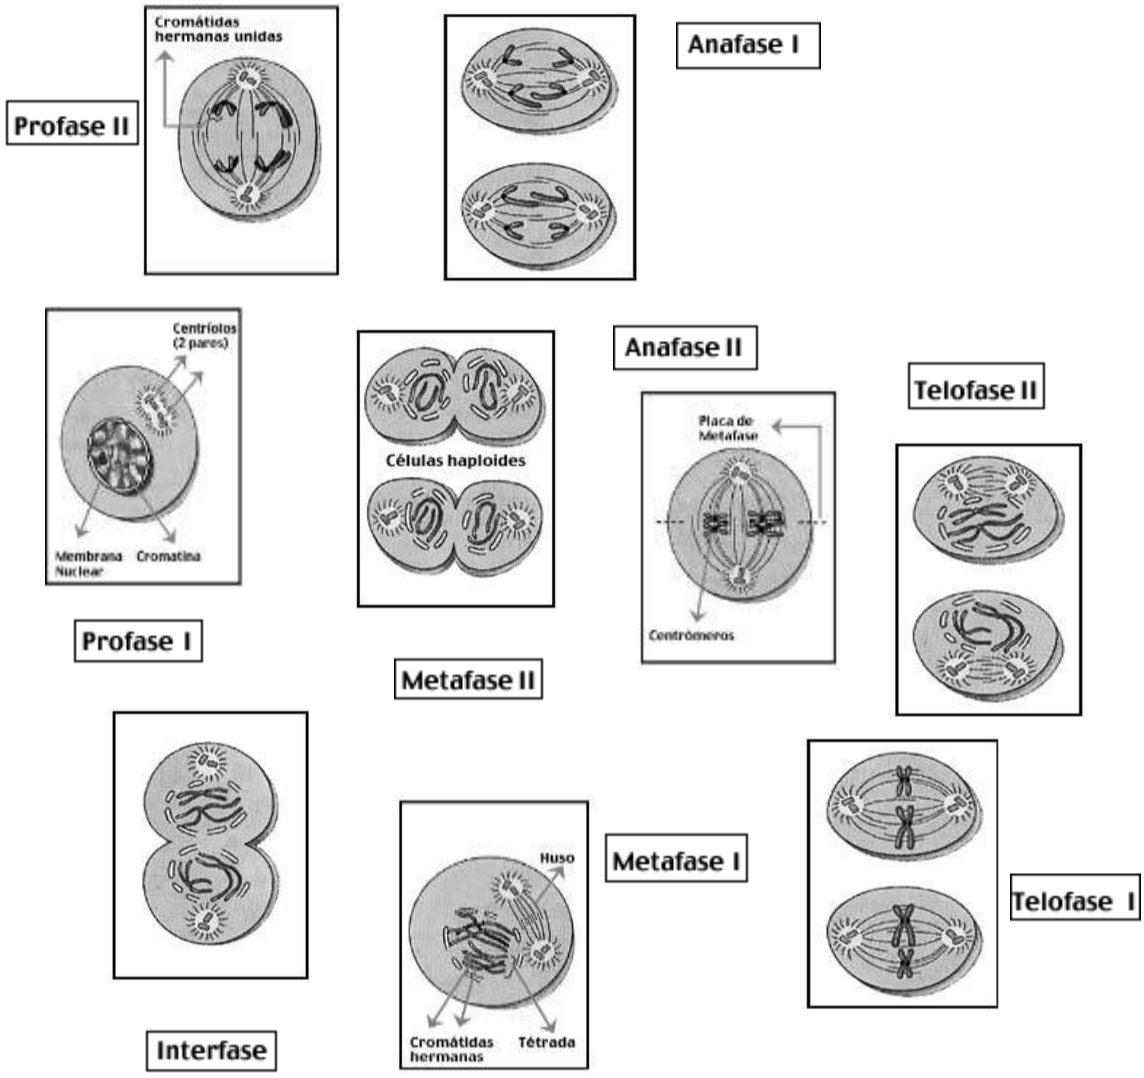 Cromátidas
hermanas unidas
Anafase I
Profase II
Centríolos
(2 pares)
Membrana
Nuclear
Cromatina
Células haploides
Anafase II
Placa de
Metafase
Centrómeros
Telofase II
Profase I
Metafase II
Huso
Cromátidas
hermanas
Tétrada
Metafase I
Telofase I
Interfase